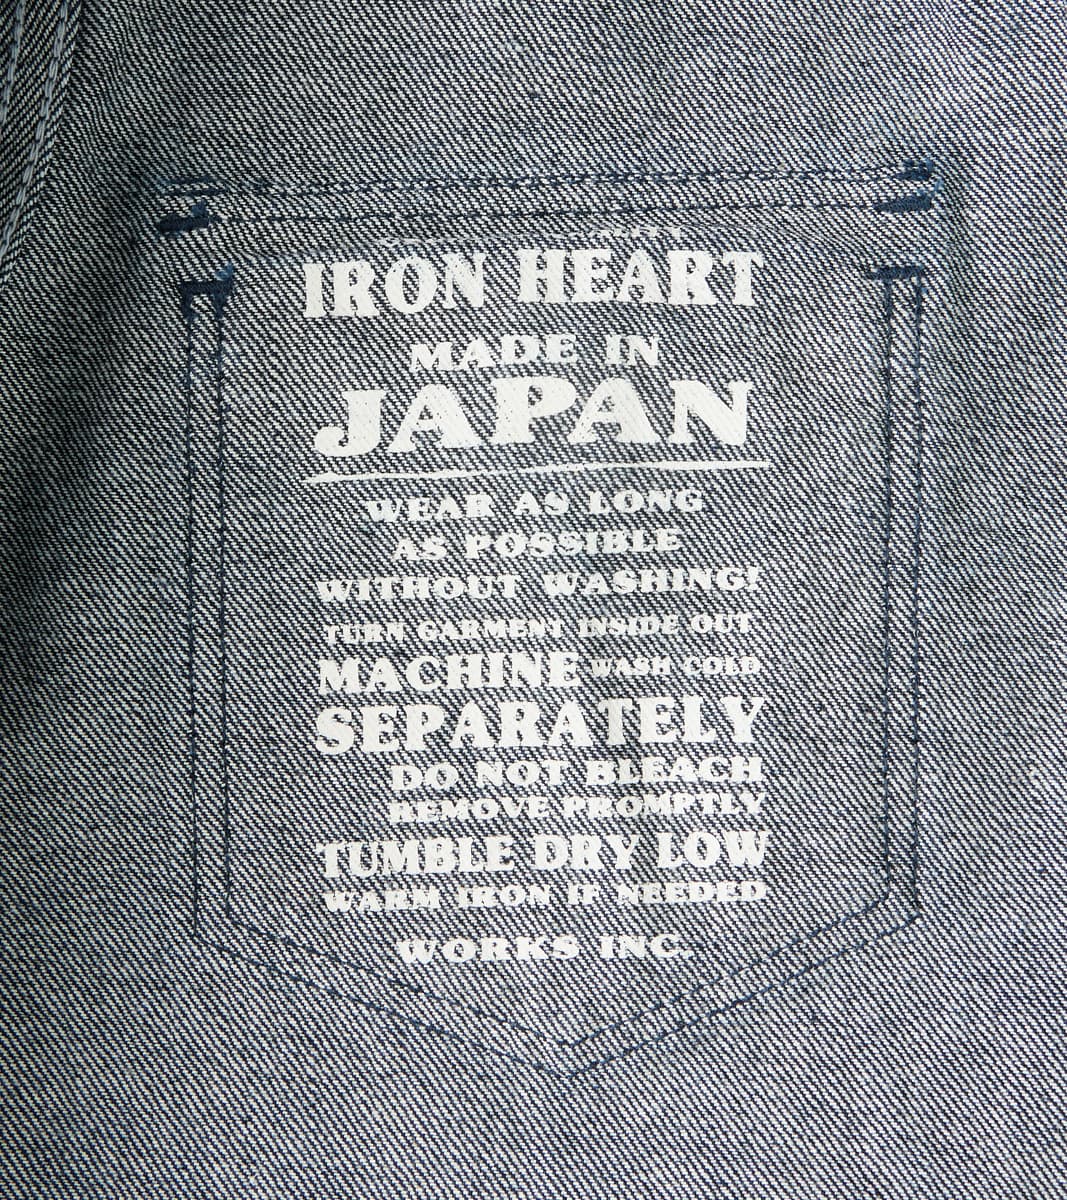 IRON HEART
MADE IN
JAPAN
WEAR AS LONG
AS POSSIBLE
WITHOUT WASHING!
TURN GARMENT INSIDE OUT
MACHINE WASH COLD
SEPARATELY
DO NOT BLEACH
REMOVE PROMPTLY
TUMBLE DRY LOW
WARM IRON IF NEEDED
WORKS INC.